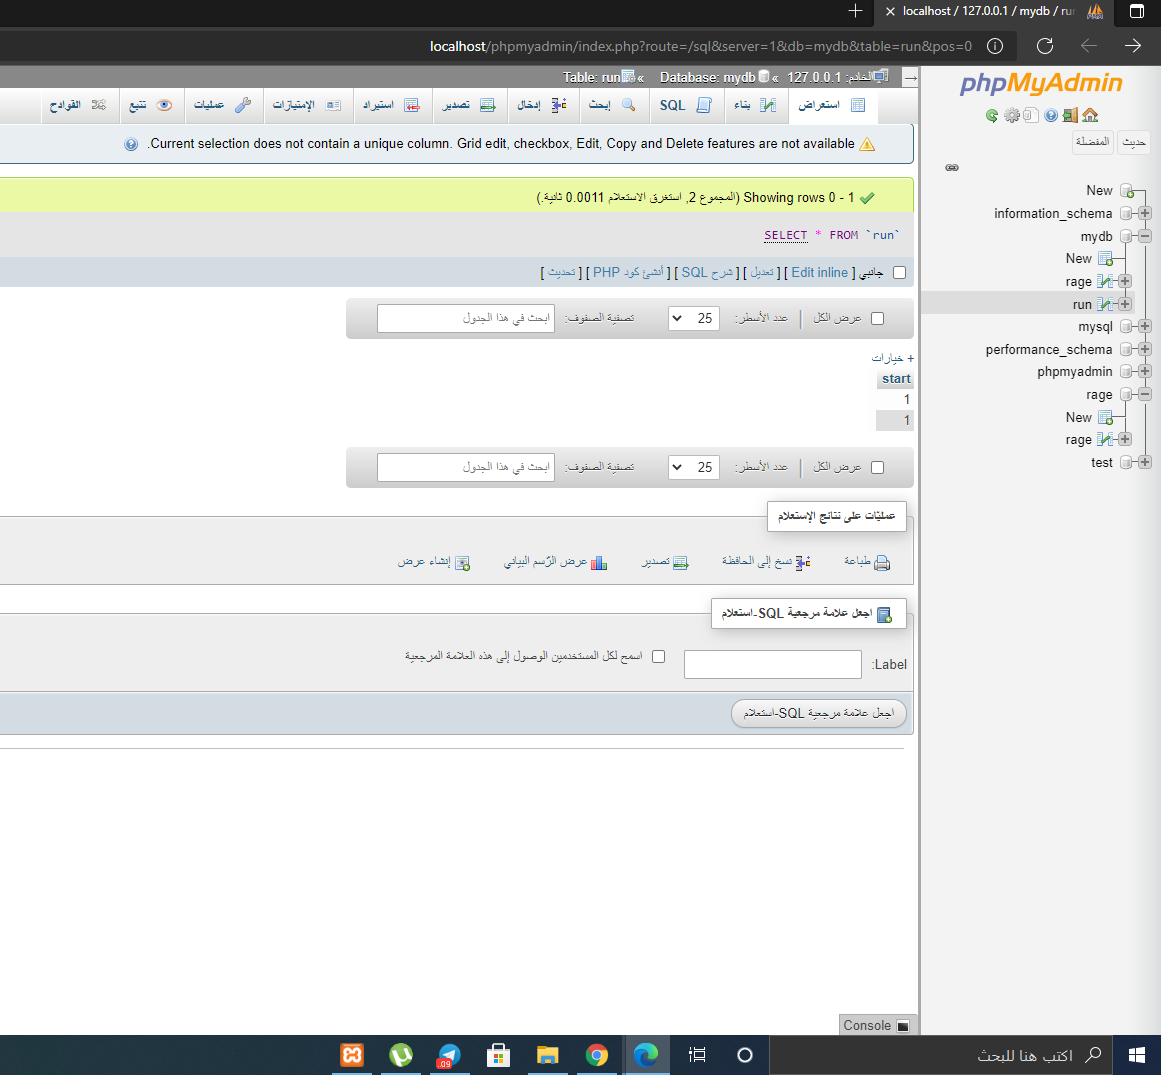 localhost / 127.0.0.1 / mydb / ru
localhost/phpmyadmin/index.php?route=/sql&server=1&db=mydb&table=run&pos=0
phpMyAdmin
حديث
المفضلة
New
information_schema
mydb
New
rage
run
mysql
performance_schema
phpmyadmin
rage
New
rage
test
الخادم: 127.0.0.1 » Database: mydb » Table: run
استعراض
بناء
SQL
إبحث
إدخال
تصدير
استيراد
الإمتيازات
عمليات
تتبع
القوادح
Current selection does not contain a unique column. Grid edit, checkbox, Edit, Copy and Delete features are not available.
Showing rows 0 - 1 (المجموع 2, استغرق الاستعلام 0.0011 ثانية.)
SELECT * FROM `run`
جانبي [ Edit inline ] [ تعديل ] [ شرح SQL ] [ أنشئ كود PHP ] [ تحديث ]
عرض الكل | عدد الأسطر: 25 تصفية الصفوف: ابحث في هذا الجدول
+ خيارات
start
1
1
عرض الكل | عدد الأسطر: 25 تصفية الصفوف: ابحث في هذا الجدول
عمليّات على نتائج الإستعلام
طباعة
نسخ إلى الحافظة
تصدير
عرض الرّسم البياني
إنشاء عرض
اجعل علامة مرجعية SQL-استعلام
Label:
اسمح لكل المستخدمين الوصول إلى هذه العلامة المرجعية
اجعل علامة مرجعية SQL-استعلام
Console
اكتب هنا للبحث